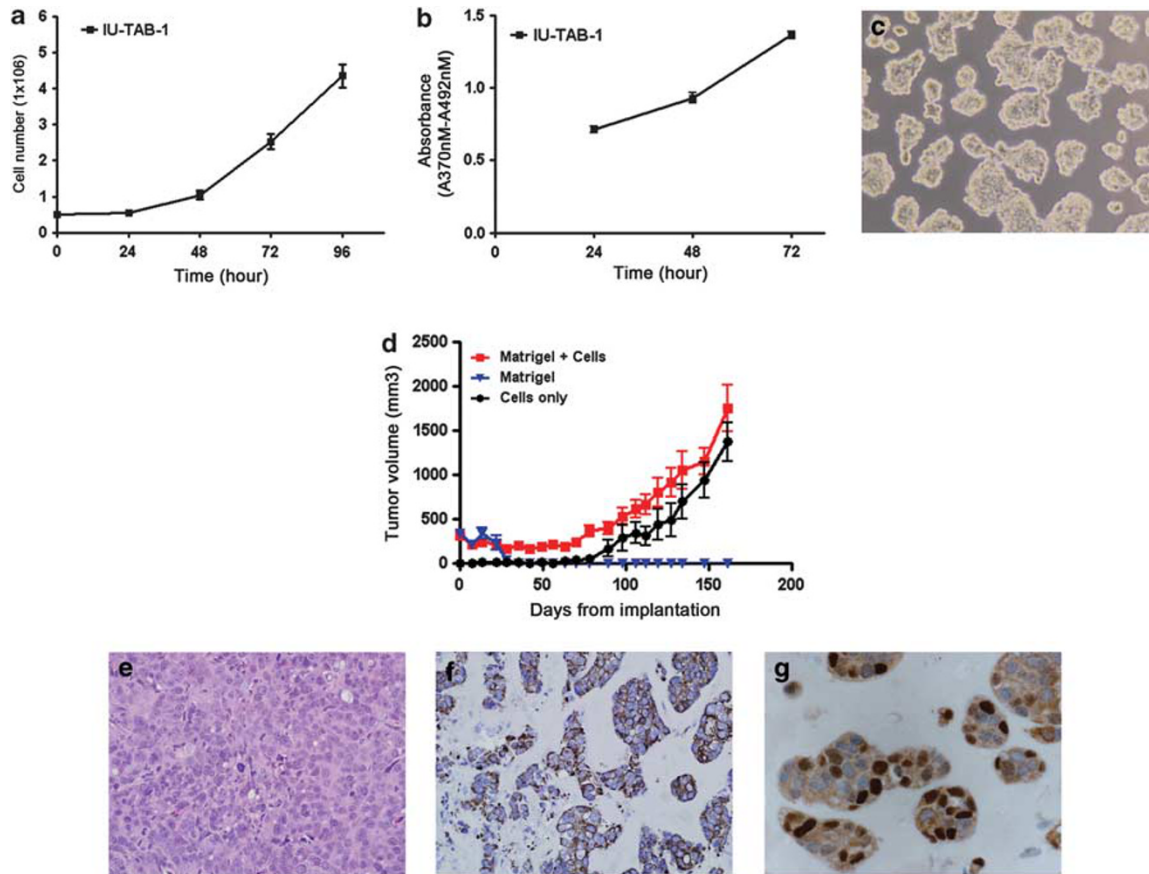 a
IU-TAB-1
Cell number (1x106)
6
5
4
3
2
1
0
0 24 48 72 96
Time (hour)
b
IU-TAB-1
Absorbance
(A370nM-A492nM)
1.5
1.0
0.5
0.0
0 24 48 72
Time (hour)
c
d
Matrigel + Cells
Matrigel
Cells only
Tumor volume (mm3)
2500
2000
1500
1000
500
0
0 50 100 150 200
Days from implantation
e
f
g